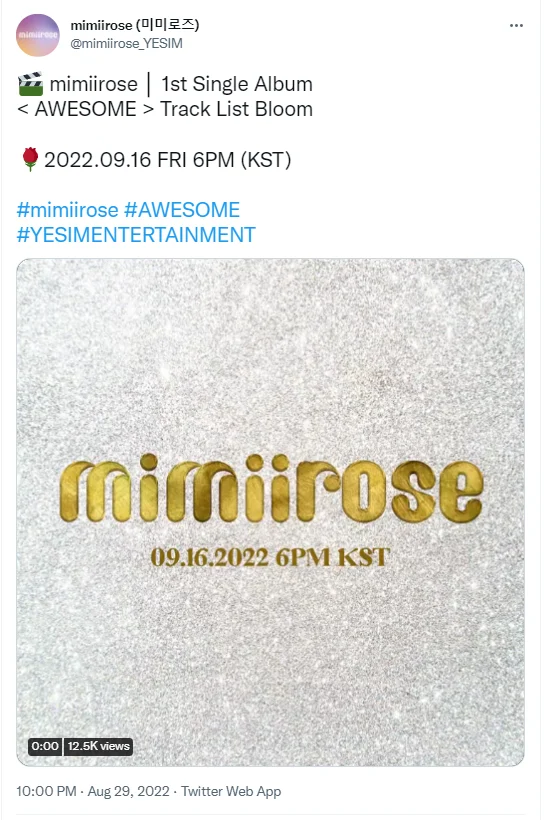 mimiirose
mimiirose (미미로즈)
@mimiirose_YESIM
🎬 mimiirose │ 1st Single Album
< AWESOME > Track List Bloom
🌹2022.09.16 FRI 6PM (KST)
#mimiirose #AWESOME
#YESIMENTERTAINMENT
mimiirose
09.16.2022 6PM KST
0:00 12.5K views
10:00 PM · Aug 29, 2022 · Twitter Web App